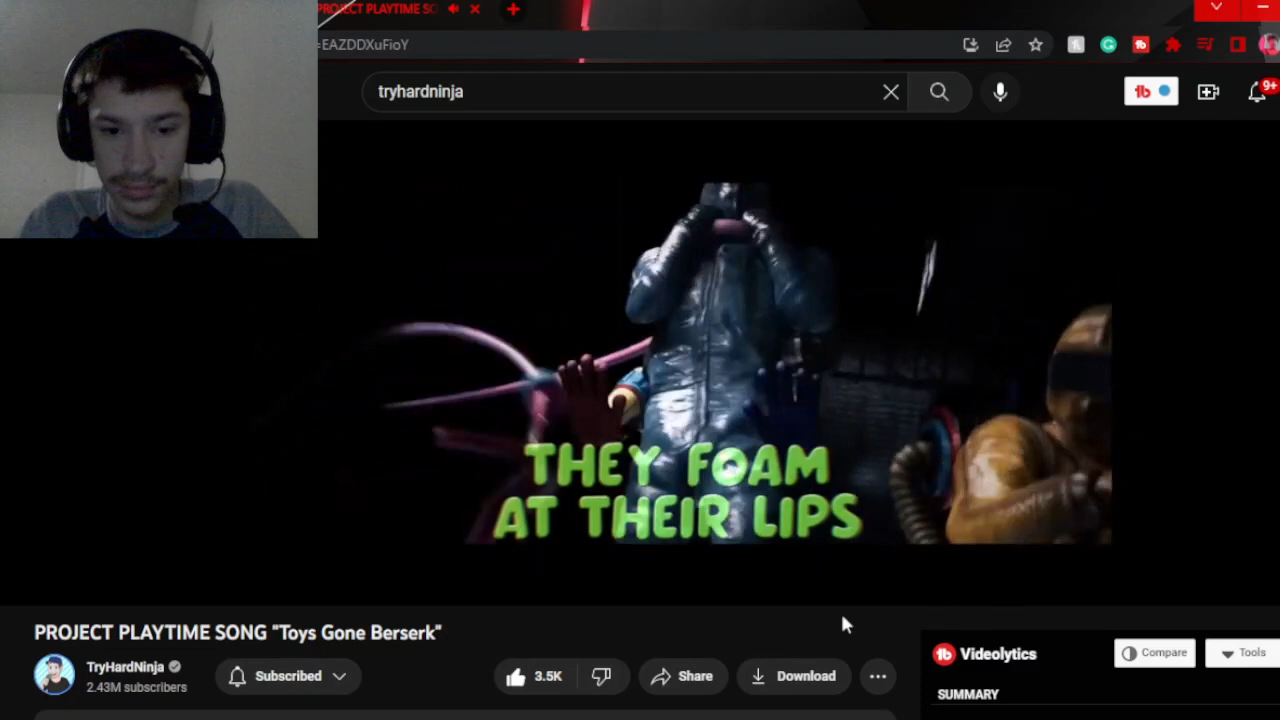 PROJECT PLAYTIME SO
=EAZDDXuFioY
tryhardninja
9+
THEY FOAM
AT THEIR LIPS
PROJECT PLAYTIME SONG "Toys Gone Berserk"
TryHardNinja
2.43M subscribers
Subscribed
3.5K
Share
Download
Videolytics
Compare
Tools
SUMMARY